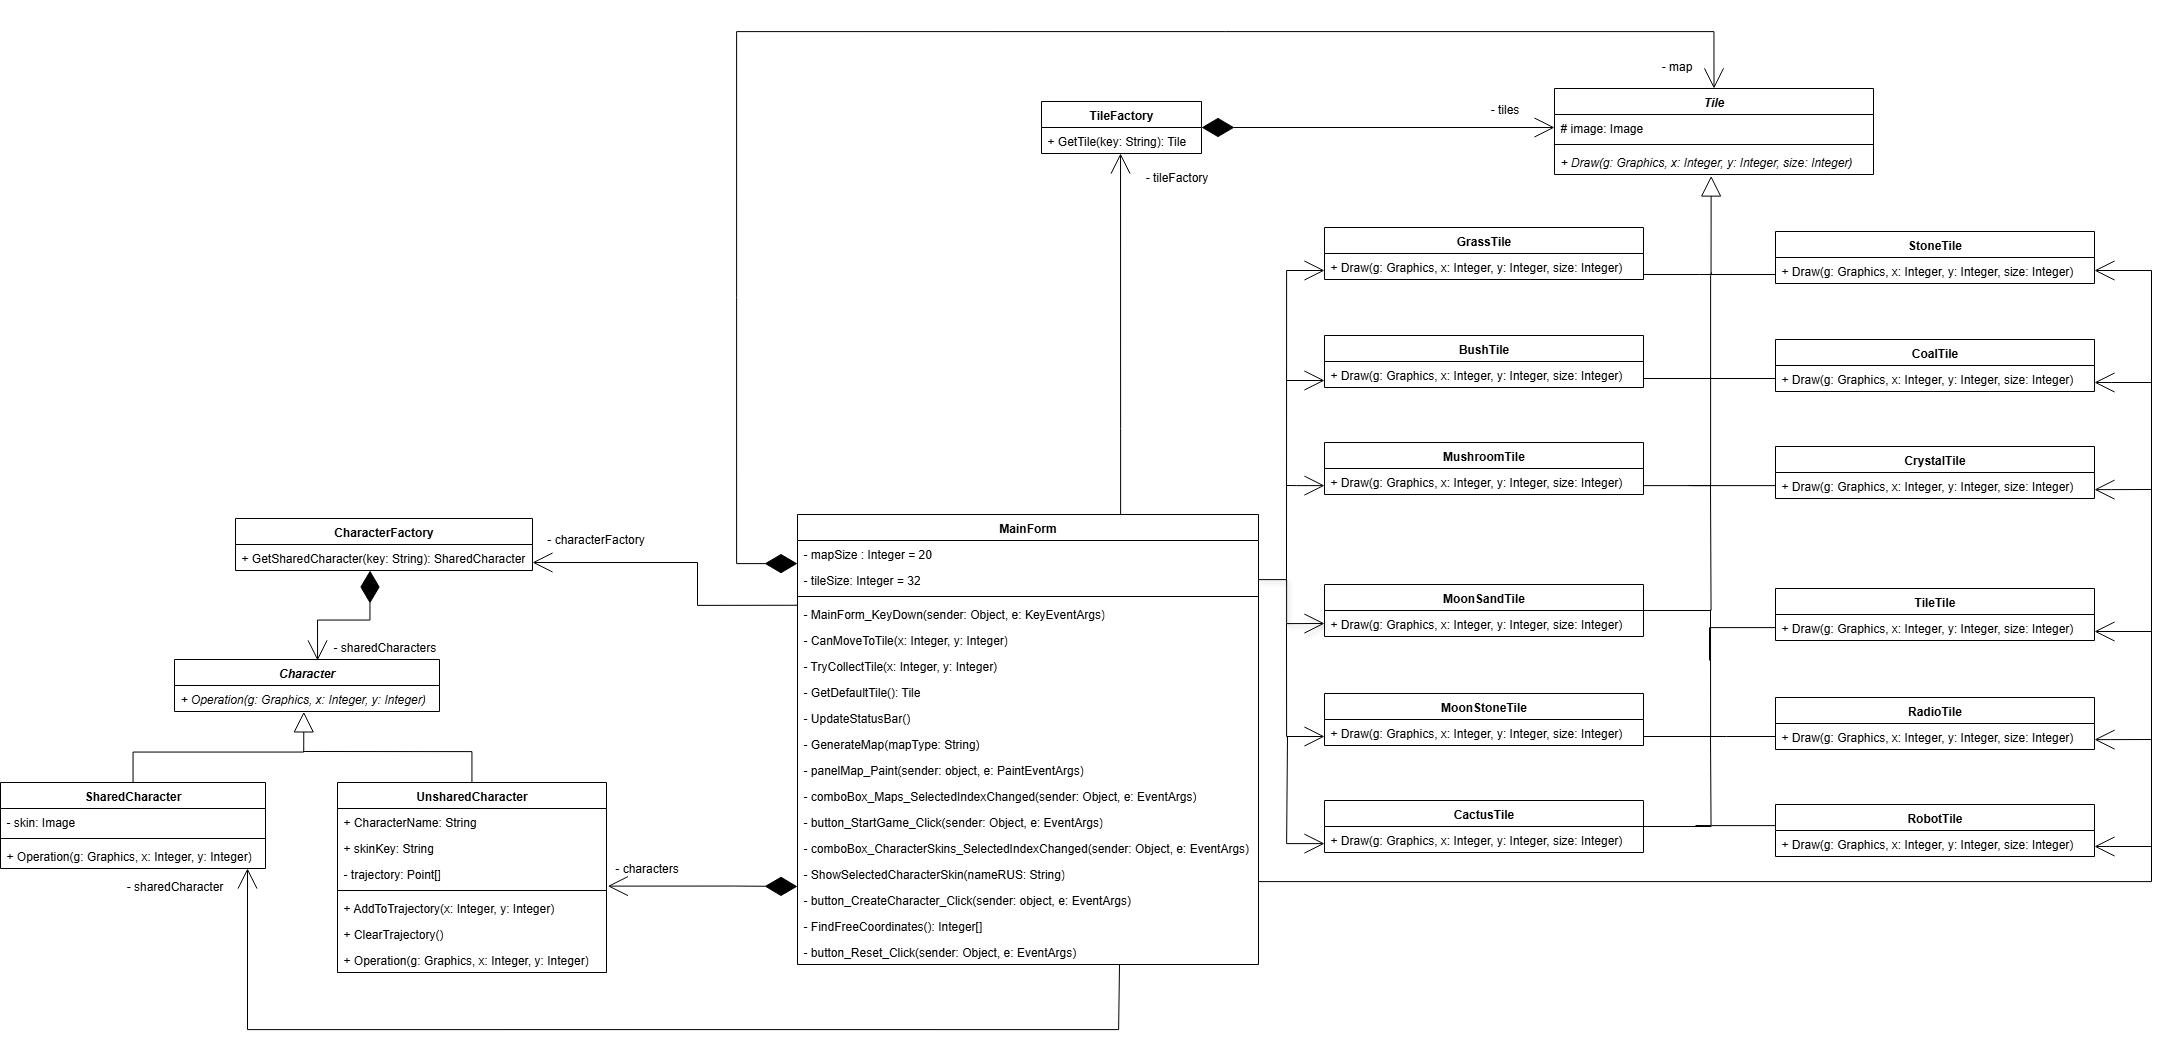 - map
Tile
# image: Image
+ Draw(g: Graphics, x: Integer, y: Integer, size: Integer)
TileFactory
+ GetTile(key: String): Tile
- tiles
- tileFactory
GrassTile
+ Draw(g: Graphics, x: Integer, y: Integer, size: Integer)
StoneTile
+ Draw(g: Graphics, x: Integer, y: Integer, size: Integer)
BushTile
+ Draw(g: Graphics, x: Integer, y: Integer, size: Integer)
CoalTile
+ Draw(g: Graphics, x: Integer, y: Integer, size: Integer)
MushroomTile
+ Draw(g: Graphics, x: Integer, y: Integer, size: Integer)
CrystalTile
+ Draw(g: Graphics, x: Integer, y: Integer, size: Integer)
MoonSandTile
+ Draw(g: Graphics, x: Integer, y: Integer, size: Integer)
TileTile
+ Draw(g: Graphics, x: Integer, y: Integer, size: Integer)
MoonStoneTile
+ Draw(g: Graphics, x: Integer, y: Integer, size: Integer)
RadioTile
+ Draw(g: Graphics, x: Integer, y: Integer, size: Integer)
CactusTile
+ Draw(g: Graphics, x: Integer, y: Integer, size: Integer)
RobotTile
+ Draw(g: Graphics, x: Integer, y: Integer, size: Integer)
CharacterFactory
+ GetSharedCharacter(key: String): SharedCharacter
- characterFactory
- sharedCharacters
Character
+ Operation(g: Graphics, x: Integer, y: Integer)
SharedCharacter
- skin: Image
+ Operation(g: Graphics, x: Integer, y: Integer)
- sharedCharacter
UnsharedCharacter
+ CharacterName: String
+ skinKey: String
- trajectory: Point[]
+ AddToTrajectory(x: Integer, y: Integer)
+ ClearTrajectory()
+ Operation(g: Graphics, x: Integer, y: Integer)
- characters
MainForm
- mapSize : Integer = 20
- tileSize: Integer = 32
- MainForm_KeyDown(sender: Object, e: KeyEventArgs)
- CanMoveToTile(x: Integer, y: Integer)
- TryCollectTile(x: Integer, y: Integer)
- GetDefaultTile(): Tile
- UpdateStatusBar()
- GenerateMap(mapType: String)
- panelMap_Paint(sender: object, e: PaintEventArgs)
- comboBox_Maps_SelectedIndexChanged(sender: Object, e: EventArgs)
- button_StartGame_Click(sender: Object, e: EventArgs)
- comboBox_CharacterSkins_SelectedIndexChanged(sender: Object, e: EventArgs)
- ShowSelectedCharacterSkin(nameRUS: String)
- button_CreateCharacter_Click(sender: object, e: EventArgs)
- FindFreeCoordinates(): Integer[]
- button_Reset_Click(sender: Object, e: EventArgs)